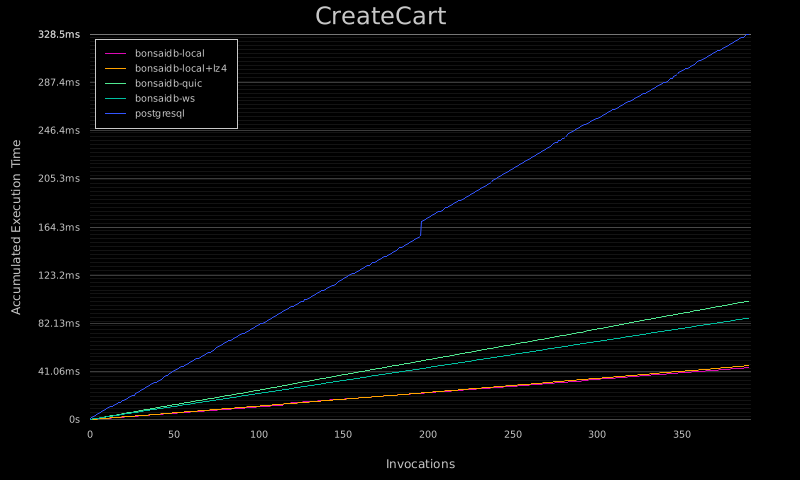 CreateCart
328.5ms
287.4ms
246.4ms
205.3ms
164.3ms
123.2ms
82.13ms
41.06ms
0s
bonsaidb-local
bonsaidb-local+lz4
bonsaidb-quic
bonsaidb-ws
postgresql
Accumulated Execution Time
0 50 100 150 200 250 300 350
Invocations